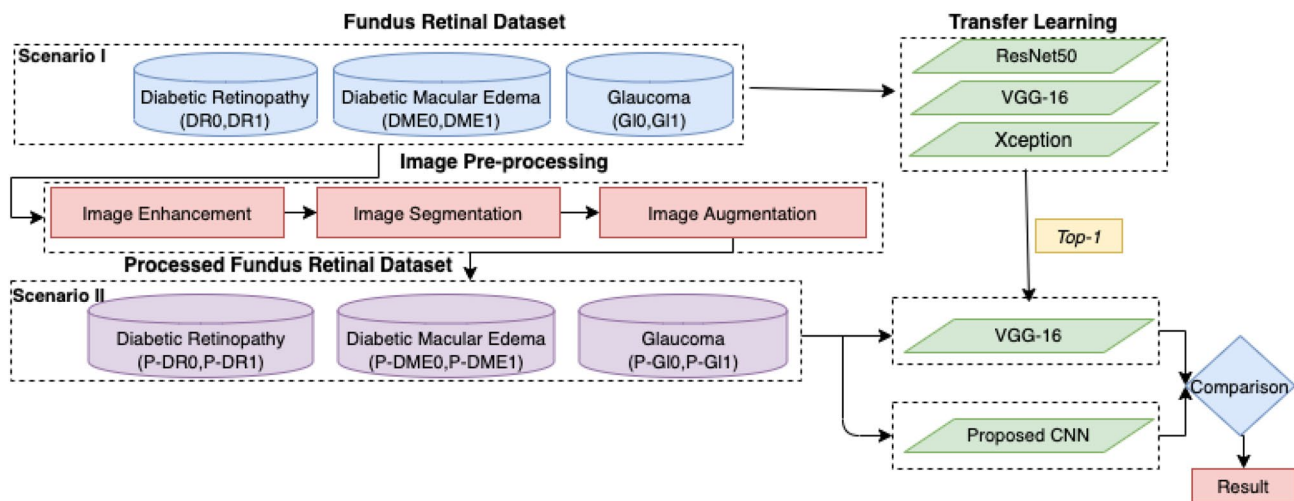 Fundus Retinal Dataset
Transfer Learning
Scenario I
Diabetic Retinopathy
(DR0,DR1)
Diabetic Macular Edema
(DME0,DME1)
Glaucoma
(Gl0,Gl1)
ResNet50
VGG-16
Xception
Image Pre-processing
Image Enhancement
Image Segmentation
Image Augmentation
Top-1
Processed Fundus Retinal Dataset
Scenario II
Diabetic Retinopathy
(P-DR0,P-DR1)
Diabetic Macular Edema
(P-DME0,P-DME1)
Glaucoma
(P-Gl0,P-Gl1)
VGG-16
Proposed CNN
Comparison
Result